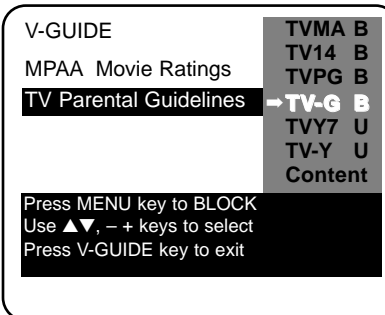 V-GUIDE
MPAA Movie Ratings
TV Parental Guidelines
TVMA B
TV14 B
TVPG B
➡TV-G B
TVY7 U
TV-Y U
Content
Press MENU key to BLOCK
Use ▲▼, – + keys to select
Press V-GUIDE key to exit